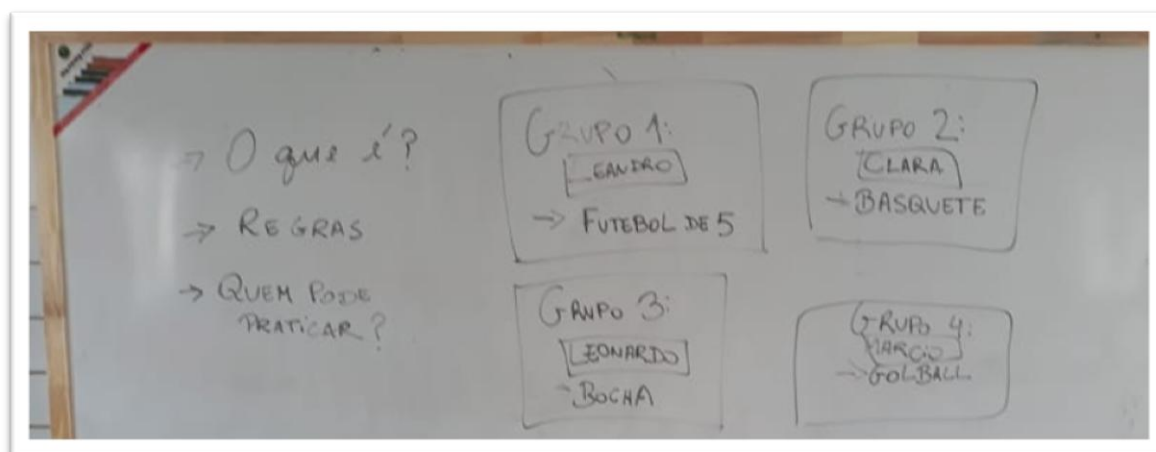 → O que é?
→ REGRAS
→ QUEM PODE
PRATICAR?
GRUPO 1:
LEANDRO
→ FUTEBOL DE 5
GRUPO 2:
CLARA
→ BASQUETE
GRUPO 3:
LEONARDO
→ BOCHA
GRUPO 4:
MARCIO
→ GOLBALL